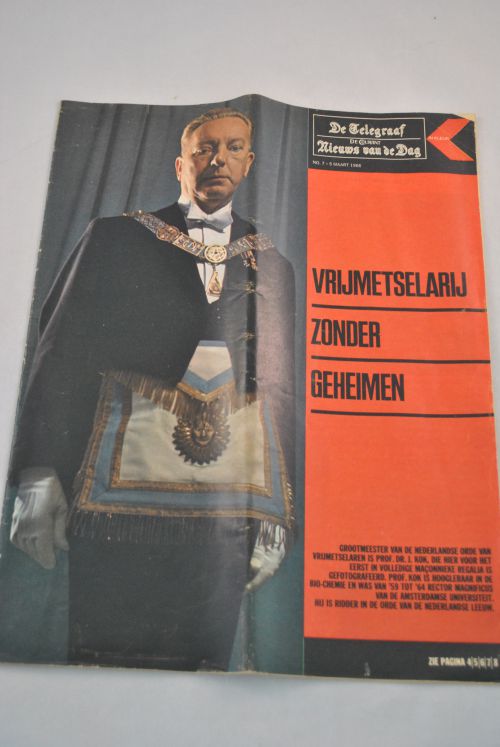 De Telegraaf
DE COURANT
Nieuws van de Dag
NO. 7 - 5 MAART 1966
VRIJMETSELARIJ
ZONDER
GEHEIMEN
GROOTMEESTER VAN DE NEDERLANDSE ORDE VAN
VRIJMETSELAREN IS PROF. DR. J. KOK, DIE HIER VOOR HET
EERST IN VOLLEDIGE MAÇONNIEKE REGALIA IS
GEFOTOGRAFEERD. PROF. KOK IS HOOGLERAAR IN DE
BIO-CHEMIE EN WAS VAN '59 TOT '64 RECTOR MAGNIFICUS
VAN DE AMSTERDAMSE UNIVERSITEIT.
HIJ IS RIDDER IN DE ORDE VAN DE NEDERLANDSE LEEUW.
ZIE PAGINA 4|5|6|7|8